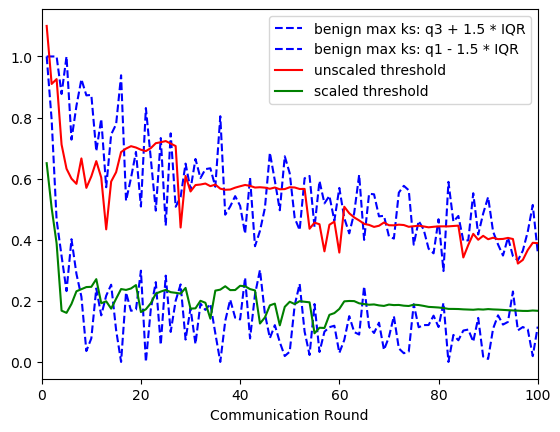 benign max ks: q3 + 1.5 * IQR
benign max ks: q1 - 1.5 * IQR
unscaled threshold
scaled threshold
1.0
0.8
0.6
0.4
0.2
0.0
0 20 40 60 80 100
Communication Round